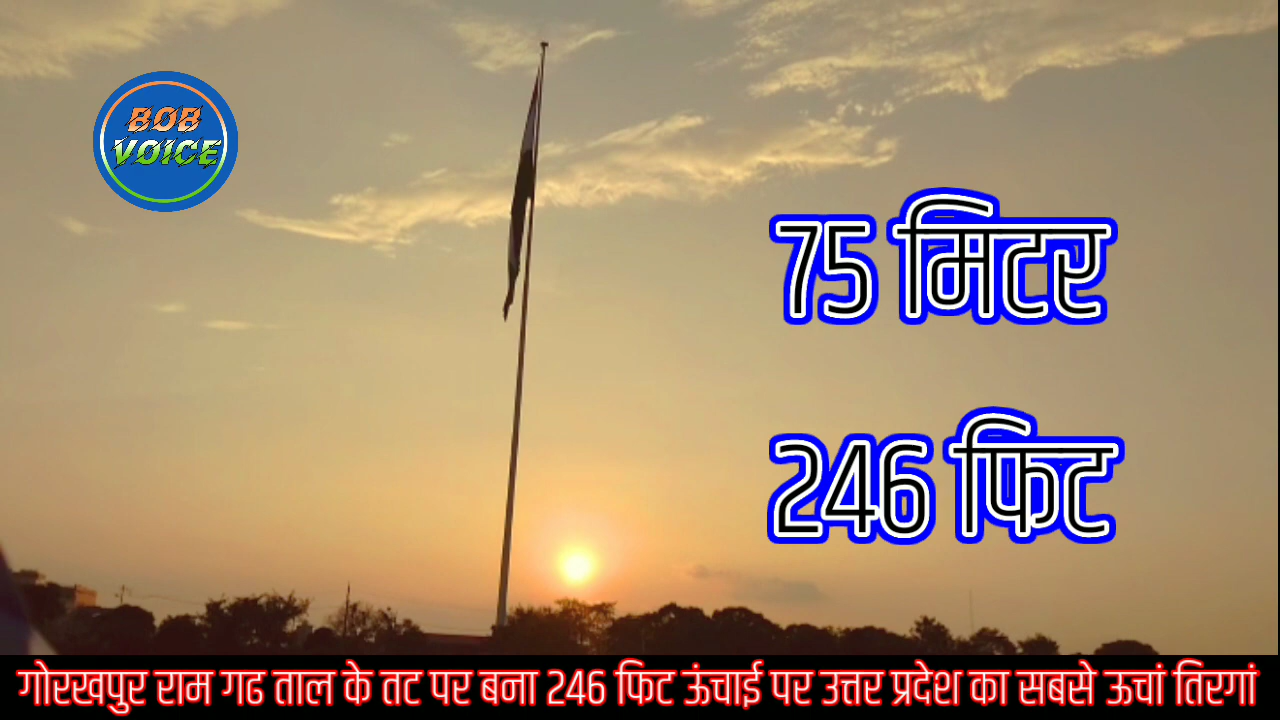 BOB
VOICE
75 मिटर
246 फिट
गोरखपुर राम गढ ताल के तट पर बना 246 फिट ऊंचाई पर उत्तर प्रदेश का सबसे ऊचां तिरगां